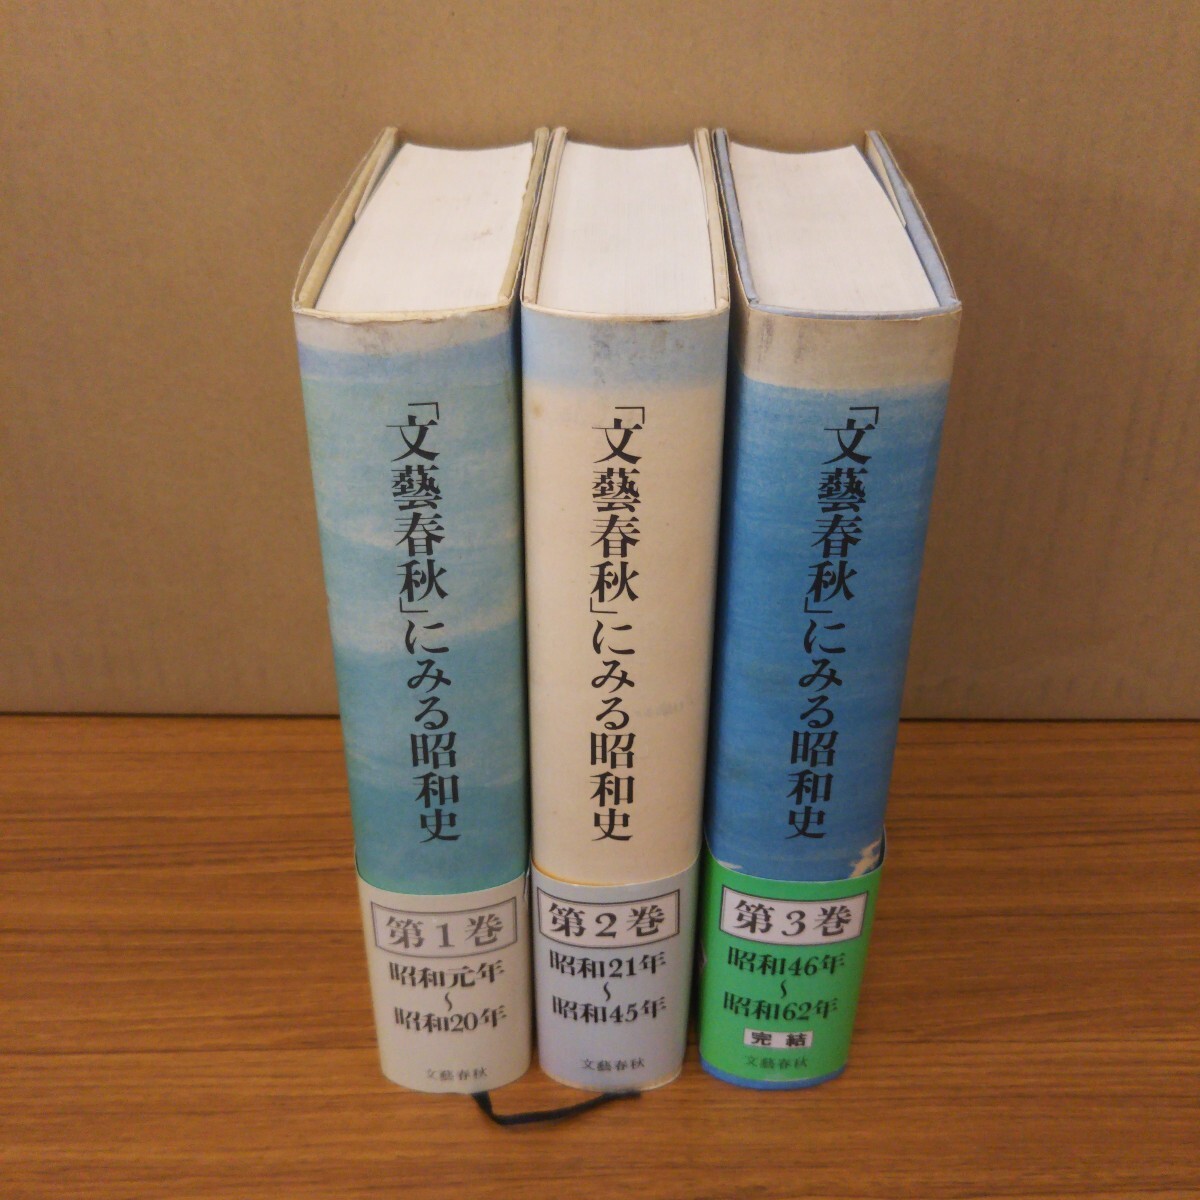 「文藝春秋」にみる昭和史
第1巻
昭和元年
〜
昭和20年
文藝春秋
「文藝春秋」にみる昭和史
第2巻
昭和21年
〜
昭和45年
文藝春秋
「文藝春秋」にみる昭和史
第3巻
昭和46年
〜
昭和62年
完結
文藝春秋